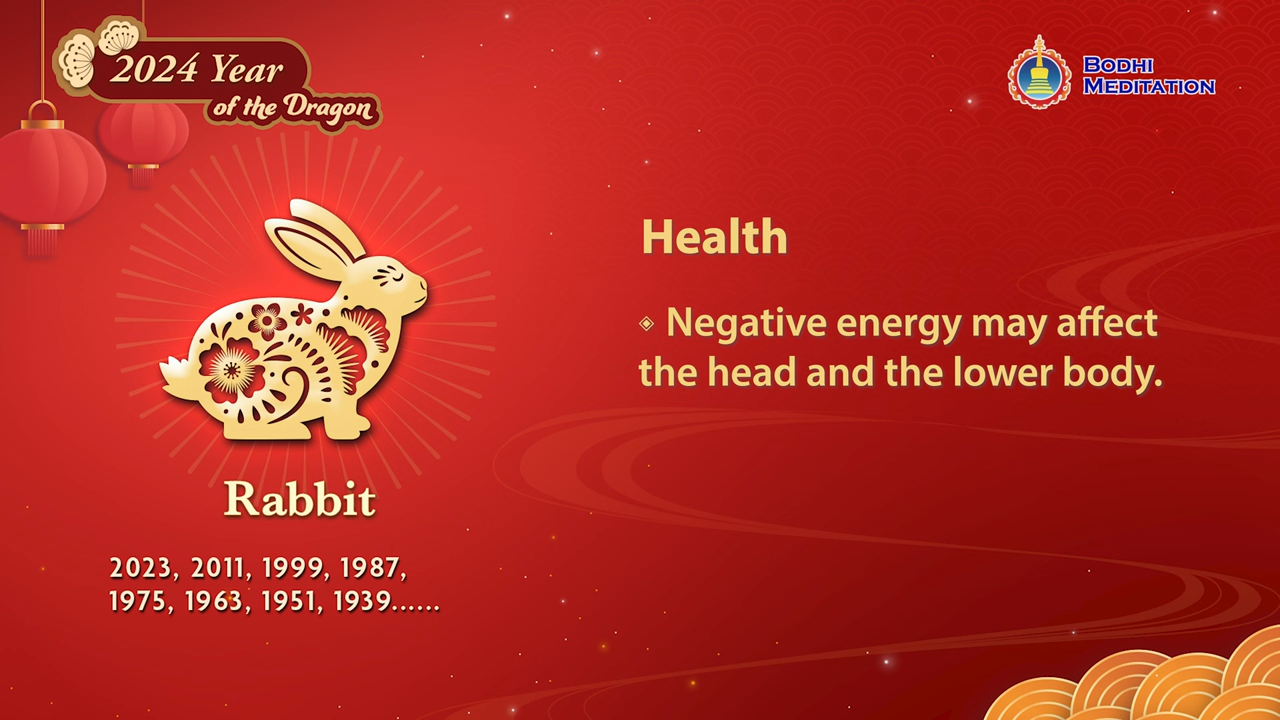 2024 Year
of the Dragon
BODHI
MEDITATION
Health
Negative energy may affect
the head and the lower body.
Rabbit
2023, 2011, 1999, 1987,
1975, 1963, 1951, 1939......